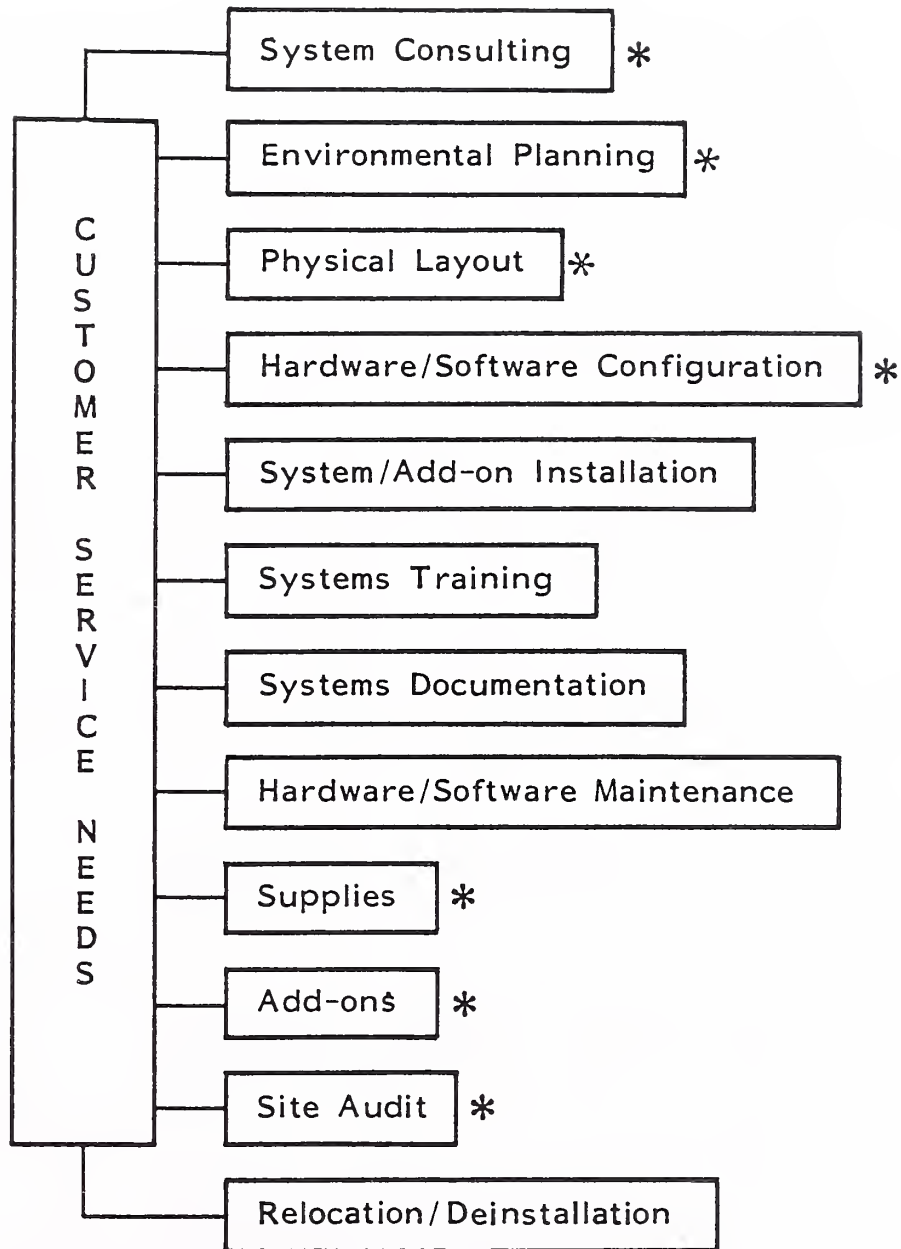 System Consulting *
Environmental Planning *
Physical Layout *
Hardware/Software Configuration *
System/Add-on Installation
Systems Training
Systems Documentation
Hardware/Software Maintenance
Supplies *
Add-ons *
Site Audit *
Relocation/Deinstallation
CUSTOMER SERVICE NEEDS